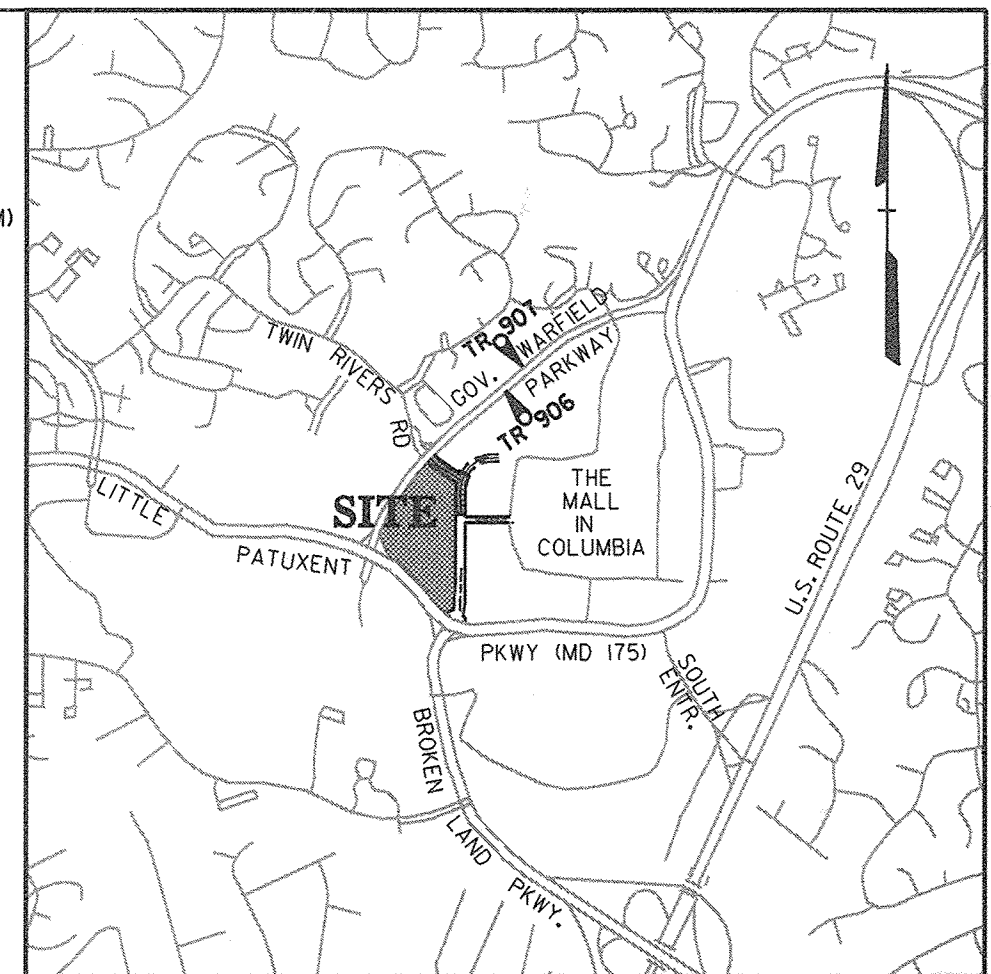 M)
TR 907
WARFIELD
GOV.
PARKWAY
TR 906
TWIN RIVERS RD
SITE
THE
MALL
IN
COLUMBIA
LITTLE
PATUXENT
PKWY (MD 175)
U.S. ROUTE 29
SOUTH
ENTR.
BROKEN
LAND
PKWY.